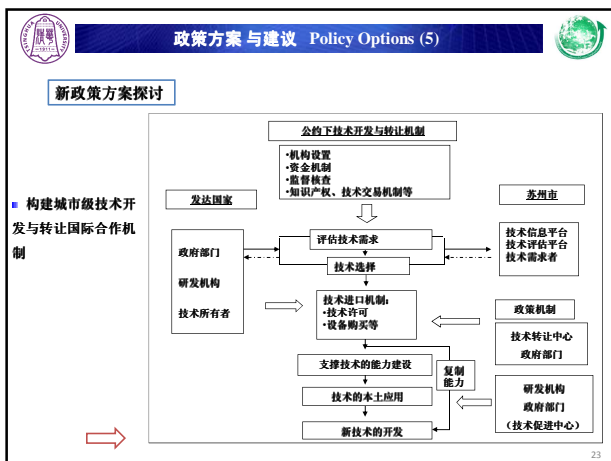 政策方案与建议 Policy Options (5)
新政策方案探讨
公约下技术开发与转让机制
•机构设置
•资金机制
•监督核查
•知识产权、技术交易机制等
▪ 构建城市级技术开
发与转让国际合作机
制
发达国家
苏州市
政府部门
研发机构
技术所有者
评估技术需求
技术选择
技术信息平台
技术评估平台
技术需求者
技术进口机制:
•技术许可
•设备购买等
政策机制
技术转让中心
政府部门
支撑技术的能力建设
复制
能力
技术的本土应用
新技术的开发
研发机构
政府部门
(技术促进中心)
23